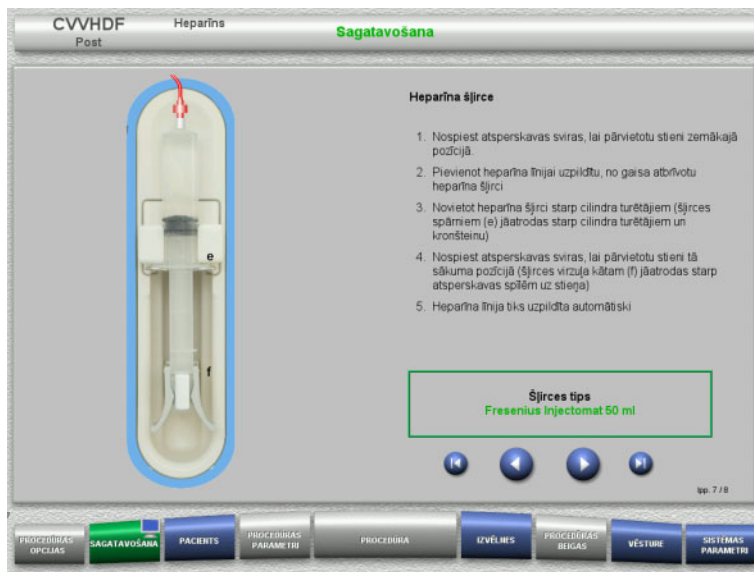 CVVHDF Heparīns
Post
Sagatavošana
Heparīna šļirce
1. Nospiest atsperskavas sviras, lai pārvietotu stieni zemākajā
pozīcijā.
2. Pievienot heparīna līnijai uzpildītu, no gaisa atbrīvotu
heparīna šļirci
3. Novietot heparīna šļirci starp cilindra turētājiem (šļirces
spārniem (e) jāatrodas starp cilindra turētājiem un
kronšteinu)
4. Nospiest atsperskavas sviras, lai pārvietotu stieni tā
sākuma pozīcijā (šļirces virzuļa kātam (f) jāatrodas starp
atsperskavas spīlēm uz stieņa)
5. Heparīna līnija tiks uzpildīta automātiski
e
f
Šļirces tips
Fresenius Injectomat 50 ml
lpp. 7 / 8
PROCEDŪRAS
OPCIJAS
SAGATAVOŠANA
PACIENTS
PROCEDŪRAS
PARAMETRI
PROCEDŪRA
IZVĒLNES
PROCEDŪRAS
BEIGAS
VĒSTURE
SISTĒMAS
PARAMETRI